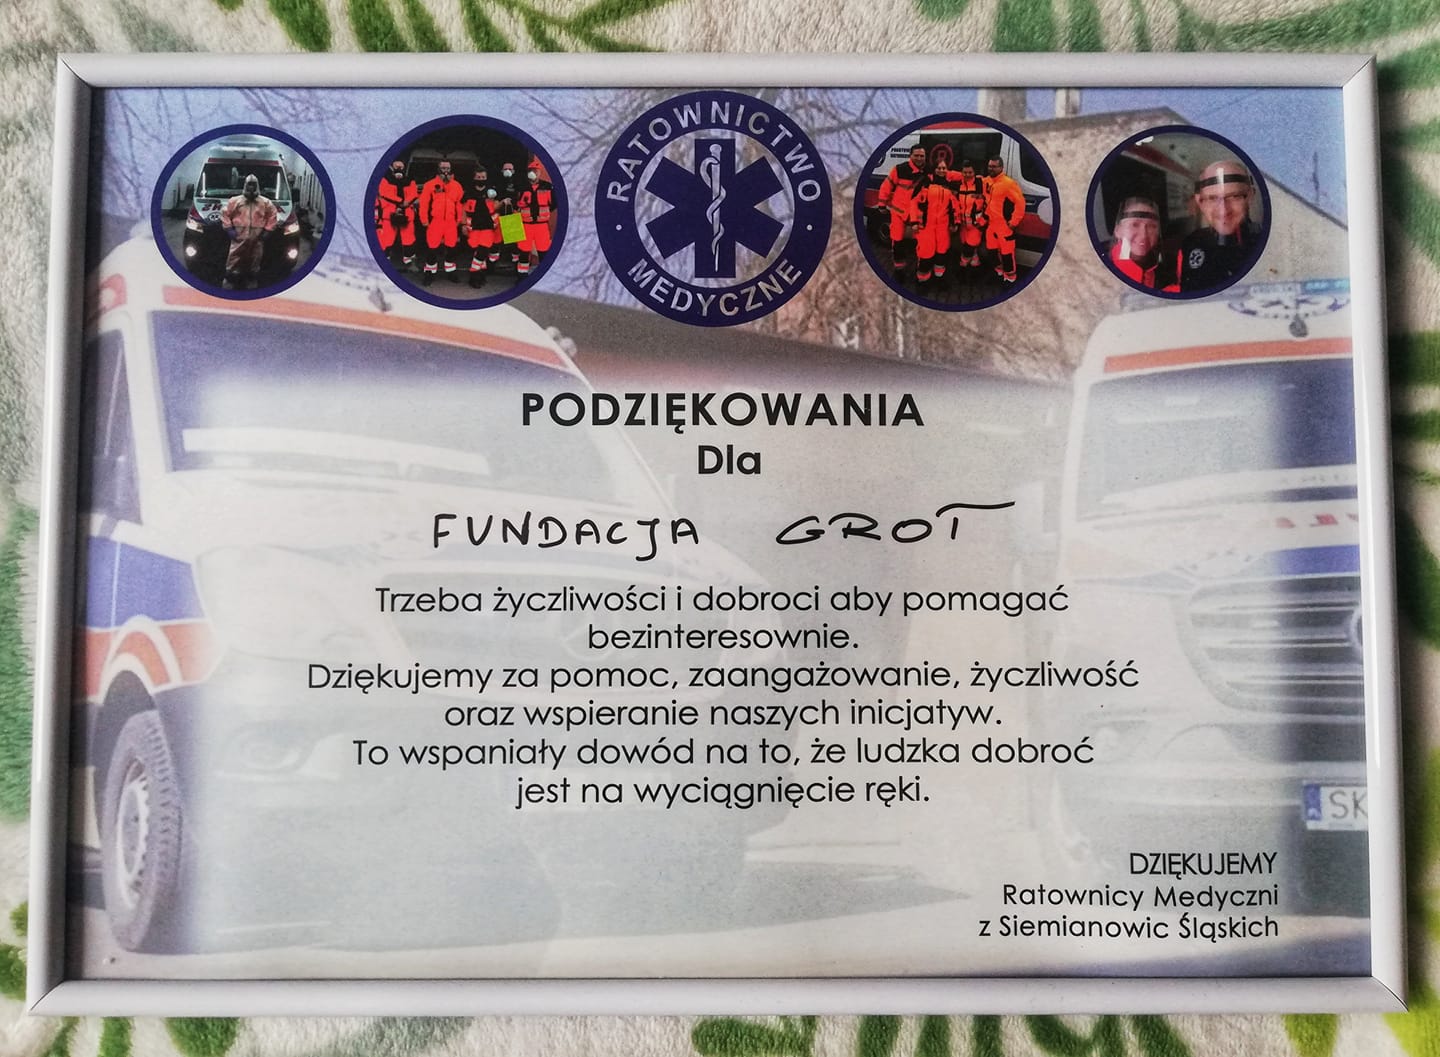 RATOWNICTWO
MEDYCZNE
PODZIĘKOWANIA
Dla
FUNDACJA GROT
Trzeba życzliwości i dobroci aby pomagać
bezinteresownie.
Dziękujemy za pomoc, zaangażowanie, życzliwość
oraz wspieranie naszych inicjatyw.
To wspaniały dowód na to, że ludzka dobroć
jest na wyciągnięcie ręki.
SK
DZIĘKUJEMY
Ratownicy Medyczni
z Siemianowic Śląskich